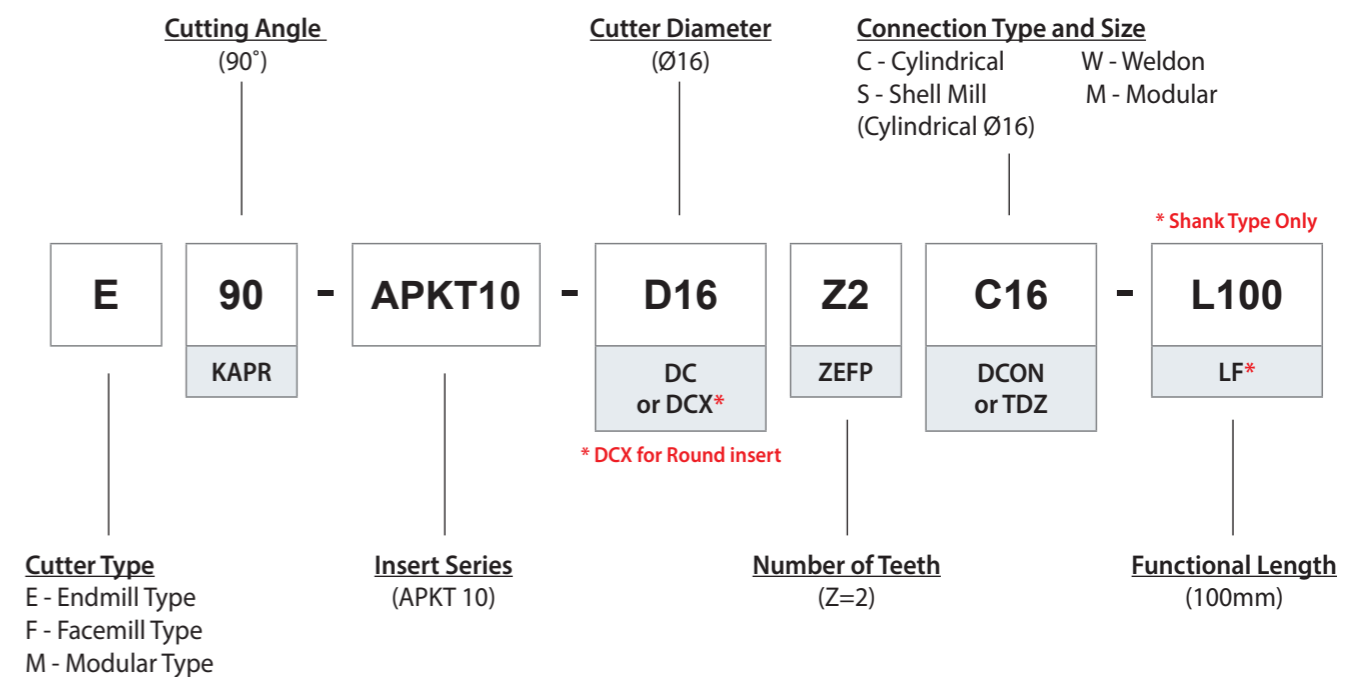 Cutting Angle
(90˚)
Cutter Diameter
(Ø16)
Connection Type and Size
C - Cylindrical W - Weldon
S - Shell Mill M - Modular
(Cylindrical Ø16)
* Shank Type Only
E 90 - APKT10 - D16 Z2 C16 - L100
KAPR
DC
or DCX*
ZEFP
DCON
or TDZ
LF*
* DCX for Round insert
Cutter Type
E - Endmill Type
F - Facemill Type
M - Modular Type
Insert Series
(APKT 10)
Number of Teeth
(Z=2)
Functional Length
(100mm)